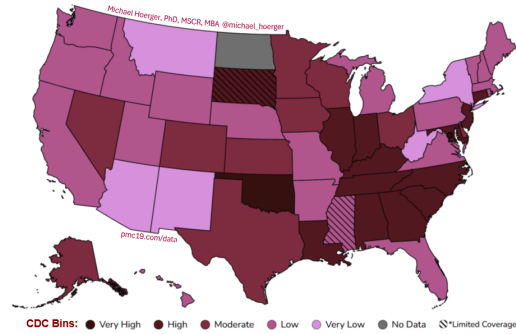 Michael Hoerger, PhD, MSCR, MBA @michael_hoerger
pmc19.com/data
CDC Bins: Very High High Moderate Low Very Low No Data *Limited Coverage